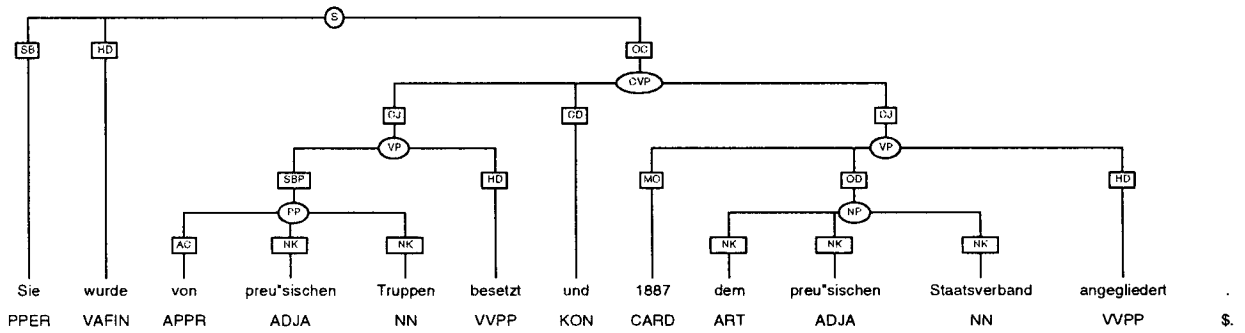 S
SB HD OC
CVP
CJ CD CJ
VP VP
SBP HD MO OD HD
PP NP
AC NK NK NK NK NK
Sie wurde von preu"sischen Truppen besetzt und 1887 dem preu"sischen Staatsverband angegliedert .
PPER VAFIN APPR ADJA NN VVPP KON CARD ART ADJA NN VVPP $.